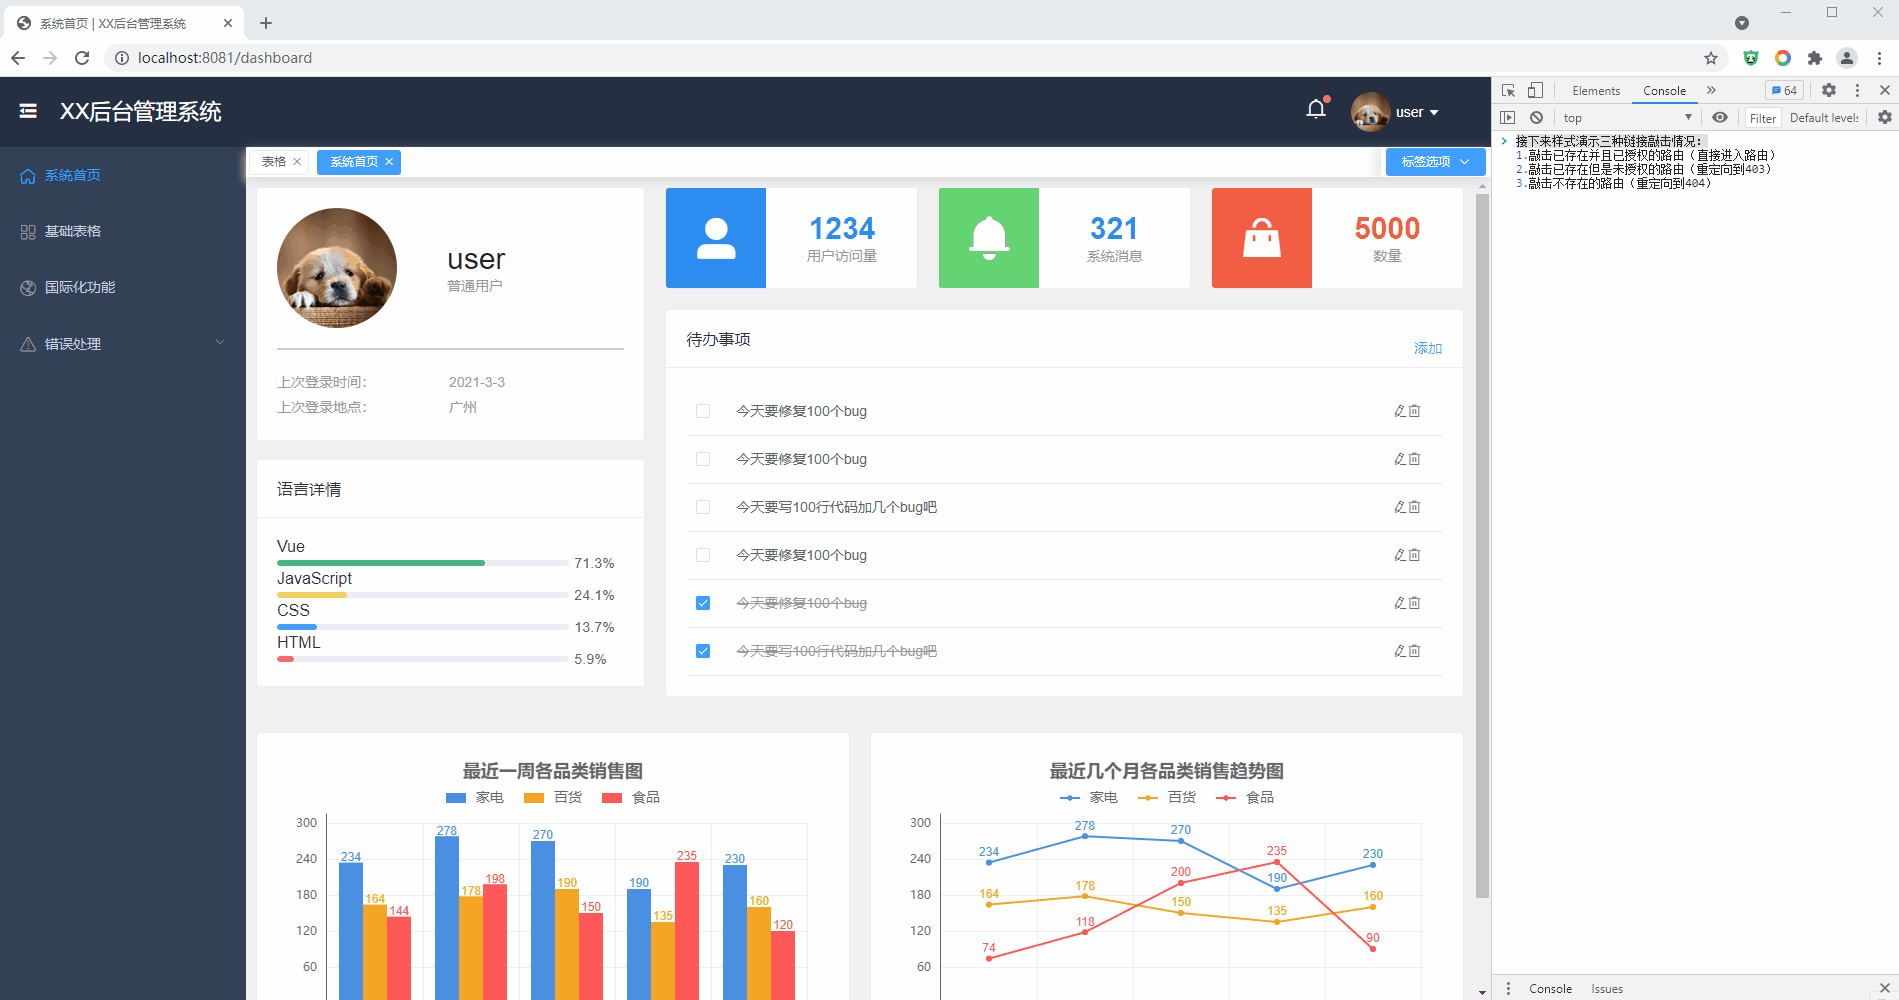 系统首页 | XX后台管理系统
localhost:8081/dashboard
XX后台管理系统
user
系统首页
基础表格
国际化功能
错误处理
表格
系统首页
标签选项
user
普通用户
上次登录时间：
2021-3-3
上次登录地点：
广州
1234
用户访问量
321
系统消息
5000
数量
语言详情
Vue
71.3%
JavaScript
24.1%
CSS
13.7%
HTML
5.9%
待办事项
添加
今天要修复100个bug
今天要修复100个bug
今天要写100行代码加几个bug吧
今天要修复100个bug
今天要修复100个bug
今天要写100行代码加几个bug吧
最近一周各品类销售图
家电 百货 食品
300
240
180
120
60
234
164
144
278
178
198
270
190
150
190
135
235
230
160
120
最近几个月各品类销售趋势图
家电 百货 食品
300
240
180
120
60
234
278
270
190
230
164
178
150
135
160
74
118
200
235
90
Elements
Console
64
top
Filter
Default levels
接下来样式演示三种链接敲击情况：
1.敲击已存在并且已授权的路由（直接进入路由）
2.敲击已存在但是未授权的路由（重定向到403）
3.敲击不存在的路由（重定向到404）
Console
Issues